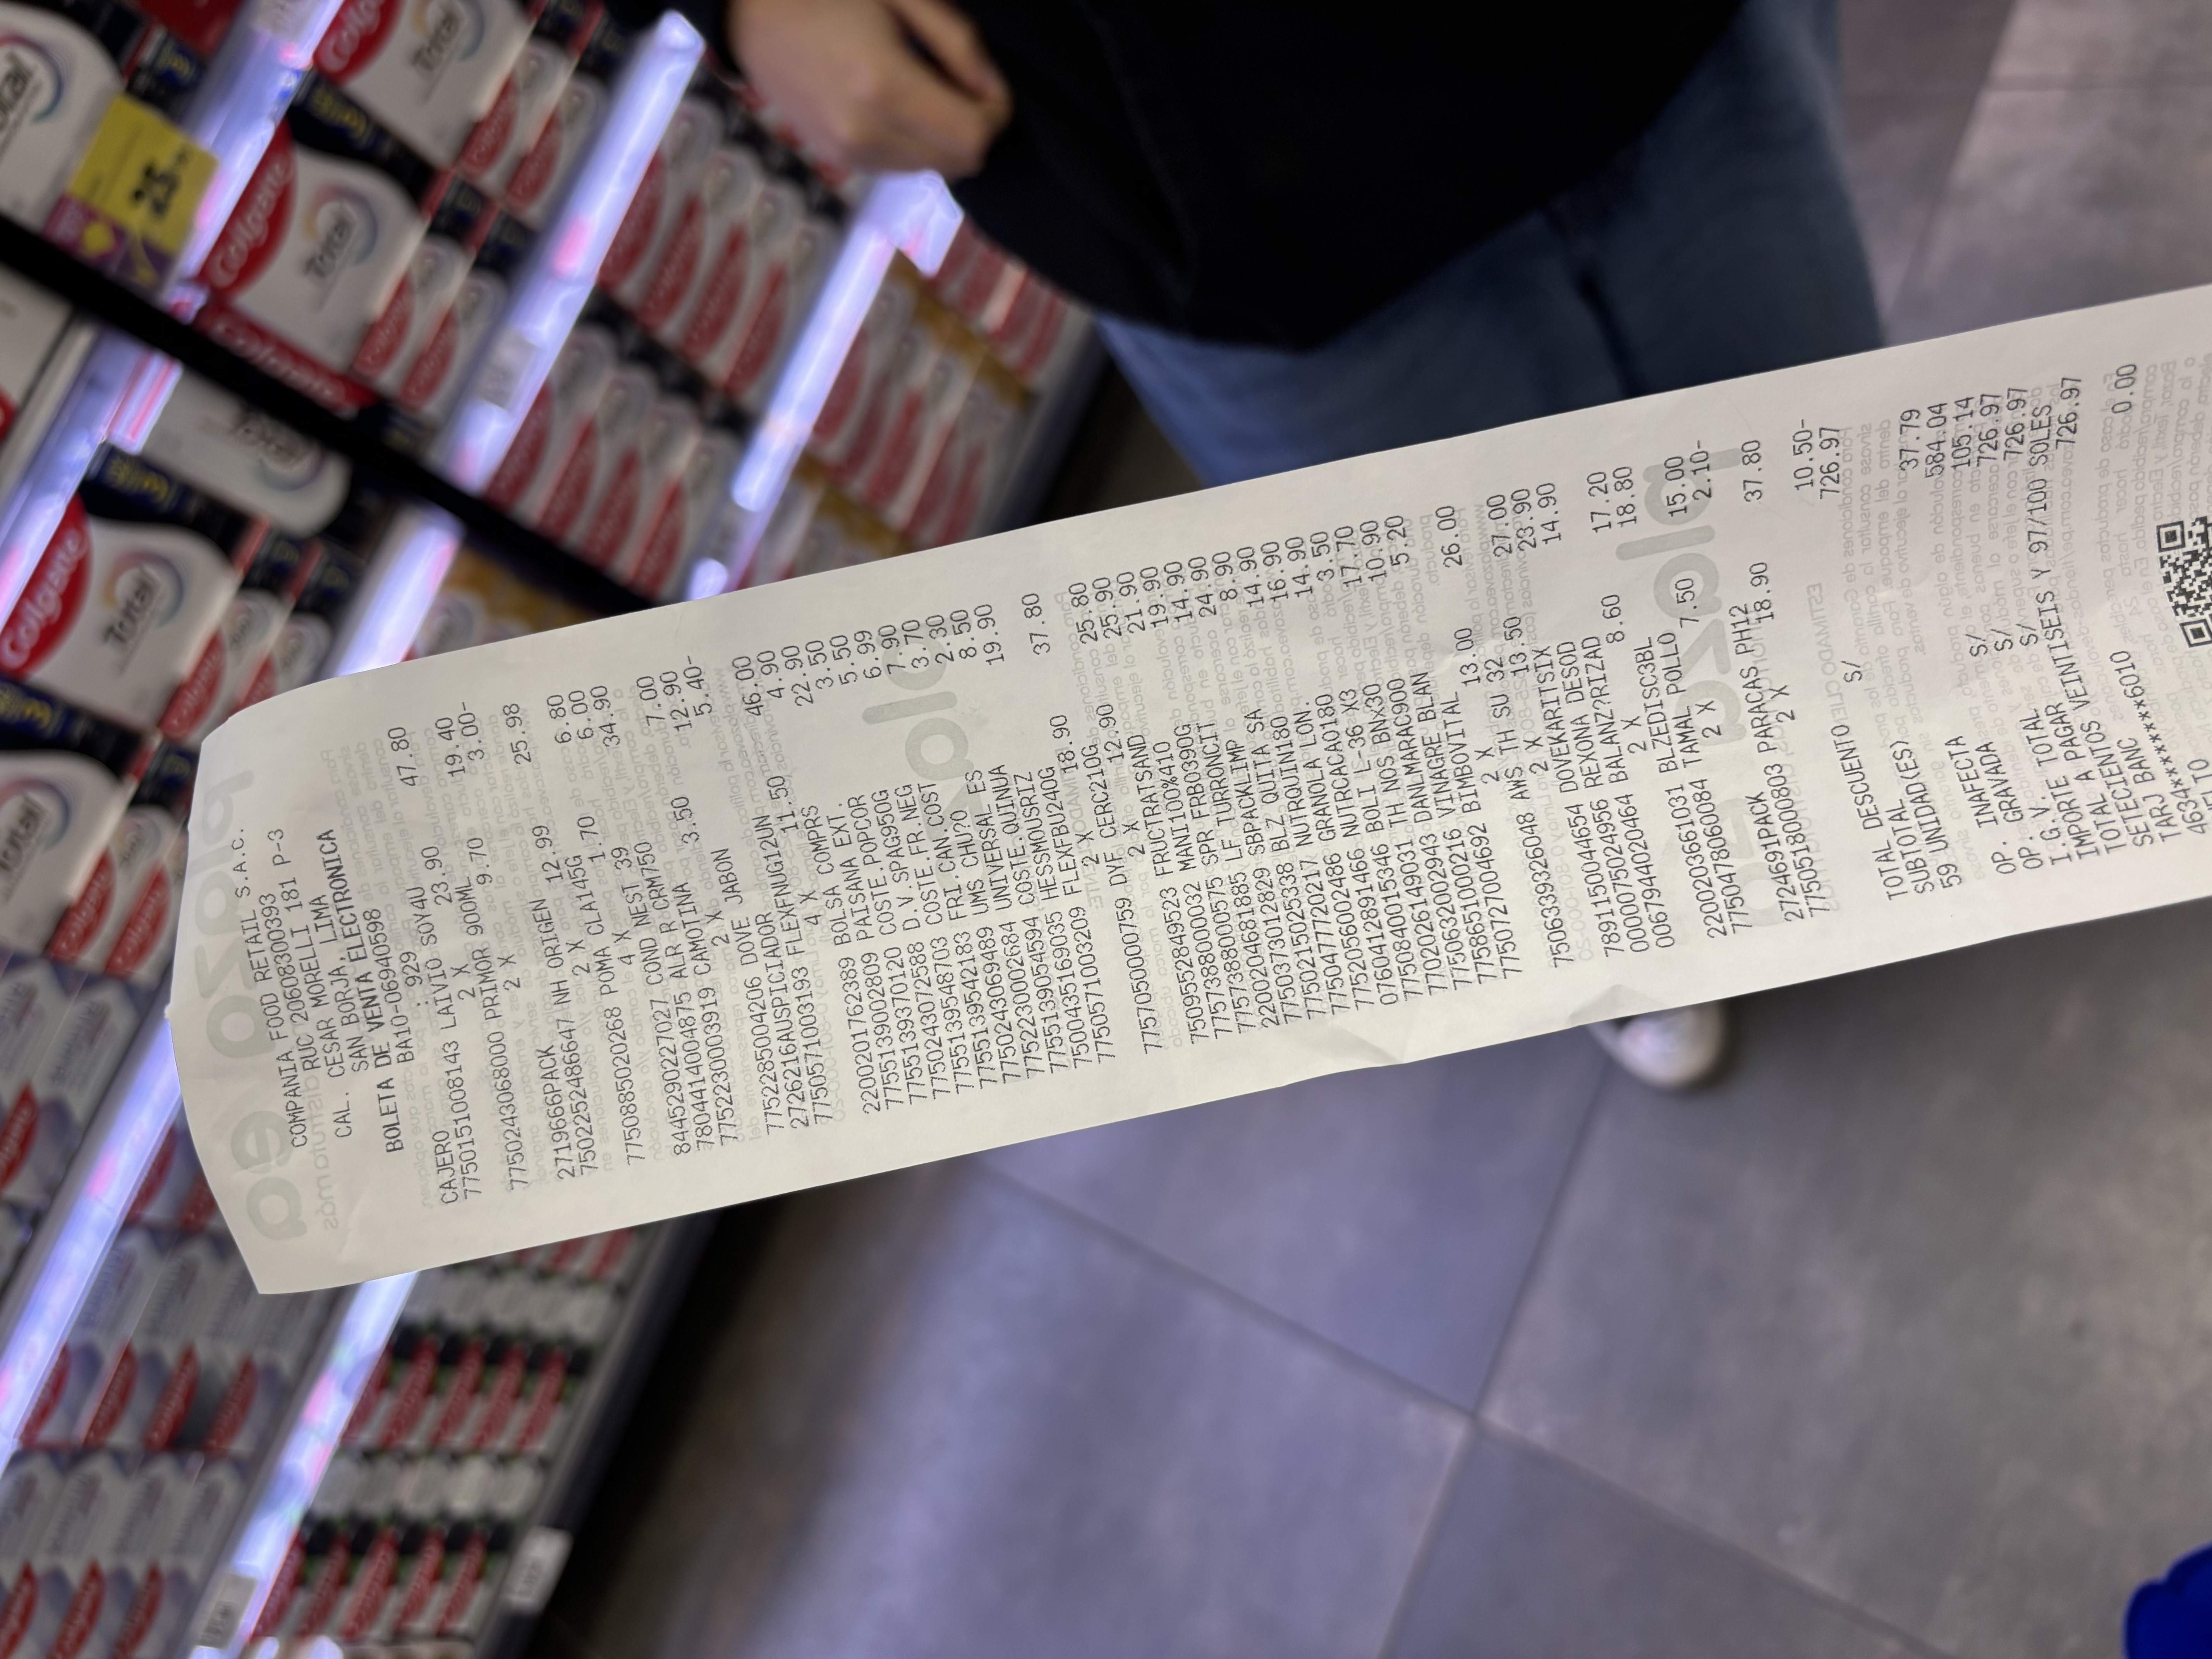 plaza vea
COMPANIA FOOD RETAIL S.A.C.
RUC 20608300393
CAL. CESAR MORELLI 181 P-3
SAN BORJA, LIMA
BOLETA DE VENTA ELECTRONICA
BA10-06940598
CAJERO : 929
7750151008143 LAIVIO SOY4U
2 X 23.90 47.80
7750243068000 PRIMOR 900ML
2 X 9.70 19.40
2719666PACK 3.00-
7502252486647 NH ORIGEN
2 X 12.99 25.98
7750885020268 POMA CLA145G
4 X 1.70 6.80
8445290227027 COND NEST 39 6.00
7804414004875 ALR R CRM750 34.90
7752230003919 CAMOTINA
2 X 3.50 7.00
7752285004206 DOVE JABON 12.90
2726216AUSPICIADOR 5.40-
7750571003193 FLEXFNUG12UN
4 X 11.50 46.00
2200201762389 BOLSA COMPRS 4.90
7755139002809 PAISANA EXT. 22.90
7755139370120 COSTE.POPCOR 3.50
7750243072588 D.V.SPAG950G 5.50
7755139548703 COSTE.FR.NEG 6.99
7755139542183 FRI.CAN.COST 7.90
7750243069489 UMS CHU?O 3.70
7752230002684 UNIVERSAL ES 2.30
7755139054594 COSTE.QUINUA 8.50
7500435169035 HESSMOUSRIZ 19.90
7750571003209 FLEXFBU240G
2 X 18.90 37.80
7757050000759 DYF CERC210G
2 X 12.90 25.80
7509552849523 FRUCTRATSAND 25.90
7757388000032 MANI100%410 21.90
7757388000575 SPR FRB0390G 19.90
2200204681885 LF TURRONCIT 14.90
7750373012829 SBPACKLIMP 24.90
7750215025338 BLZ QUITA SA 8.90
7750477720217 NUTRQUIN180 14.90
7752056002486 GRANOLA LON. 16.90
0760412891466 NUTRCACAO180 14.90
7750840015346 BOLI L-36 X3 3.50
7702026149031 TH NOS BNx30 17.70
7750632002943 DANLMARAC900 10.90
7758651000216 VINAGRE BLAN 5.20
7750727004692 BIMBOVITAL
2 X 13.00 26.00
7506339326048 AWS TH SU 32
2 X 13.50 27.00
7891150044654 DOVEKARITSIX 23.90
0000075024956 REXONA DESOD 14.90
0067944020464 BALANZ?RIZAD
2 X 8.60 17.20
2200203661031 BLZEDISC3BL 18.80
7750478060084 TAMAL POLLO
2 X 7.50 15.00
2724691PACK 2.10-
7750518000803 PARACAS PH12
2 X 18.90 37.80
TOTAL DESCUENTO 10.50-
SUBTOTAL S/ 726.97
59 UNIDAD(ES)
OP. INAFECTA 37.79
OP. GRAVADA 584.04
I.G.V. S/ 105.14
IMPORTE TOTAL S/ 726.97
TOTAL A PAGAR S/ 726.97
SETECIENTOS VEINTISEIS Y 97/100 SOLES
TARJ BANC 726.97
4634********6010
0.00
Colgate
Total
Colgate
Total
Colgate
Total
25